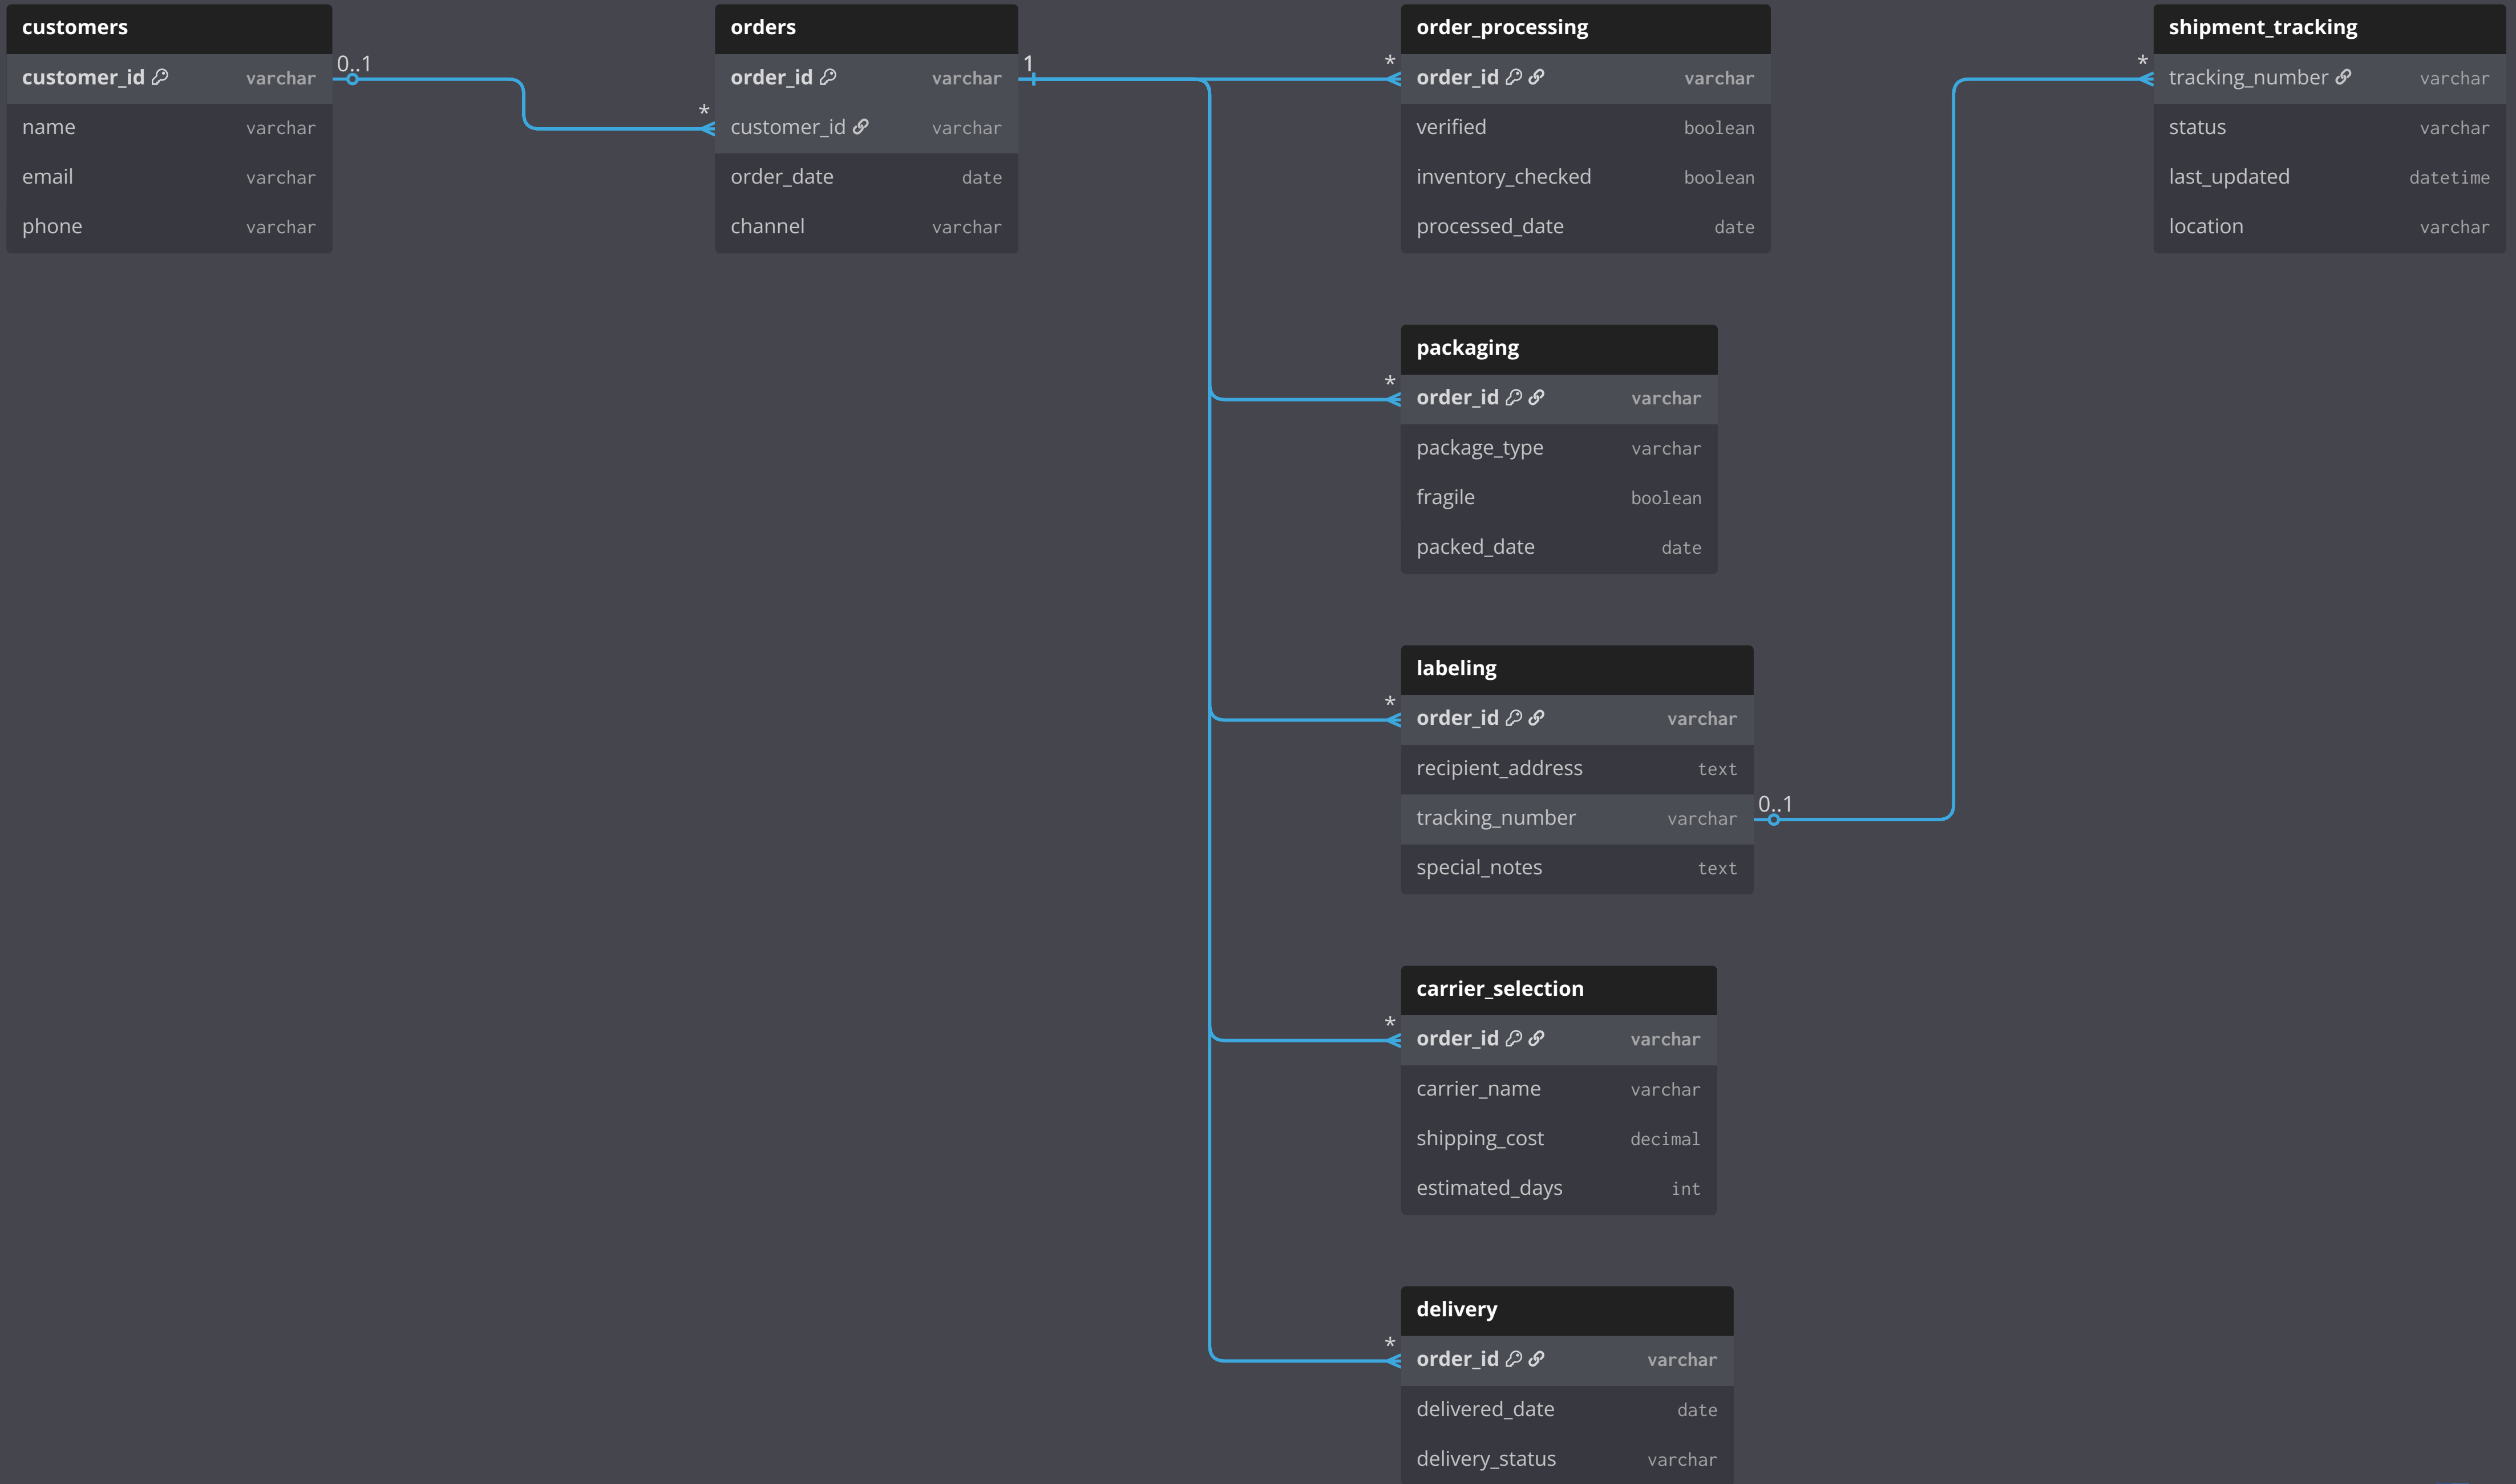 customers
customer_id varchar
name varchar
email varchar
phone varchar
0..1
*
orders
order_id varchar
customer_id varchar
order_date date
channel varchar
1
*
order_processing
order_id varchar
verified boolean
inventory_checked boolean
processed_date date
*
packaging
order_id varchar
package_type varchar
fragile boolean
packed_date date
*
labeling
order_id varchar
recipient_address text
tracking_number varchar
special_notes text
0..1
*
carrier_selection
order_id varchar
carrier_name varchar
shipping_cost decimal
estimated_days int
*
delivery
order_id varchar
delivered_date date
delivery_status varchar
*
shipment_tracking
tracking_number varchar
status varchar
last_updated datetime
location varchar